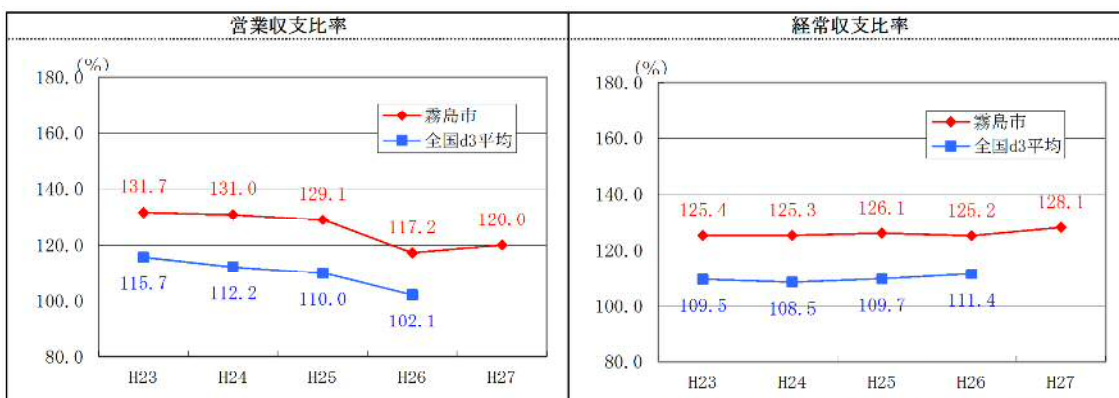 営業収支比率
(%)
180.0
160.0
140.0
120.0
100.0
80.0
霧島市
全国d3平均
131.7
131.0
129.1
117.2
120.0
115.7
112.2
110.0
102.1
H23
H24
H25
H26
H27
経常収支比率
(%)
180.0
160.0
140.0
120.0
100.0
80.0
霧島市
全国d3平均
125.4
125.3
126.1
125.2
128.1
109.5
108.5
109.7
111.4
H23
H24
H25
H26
H27